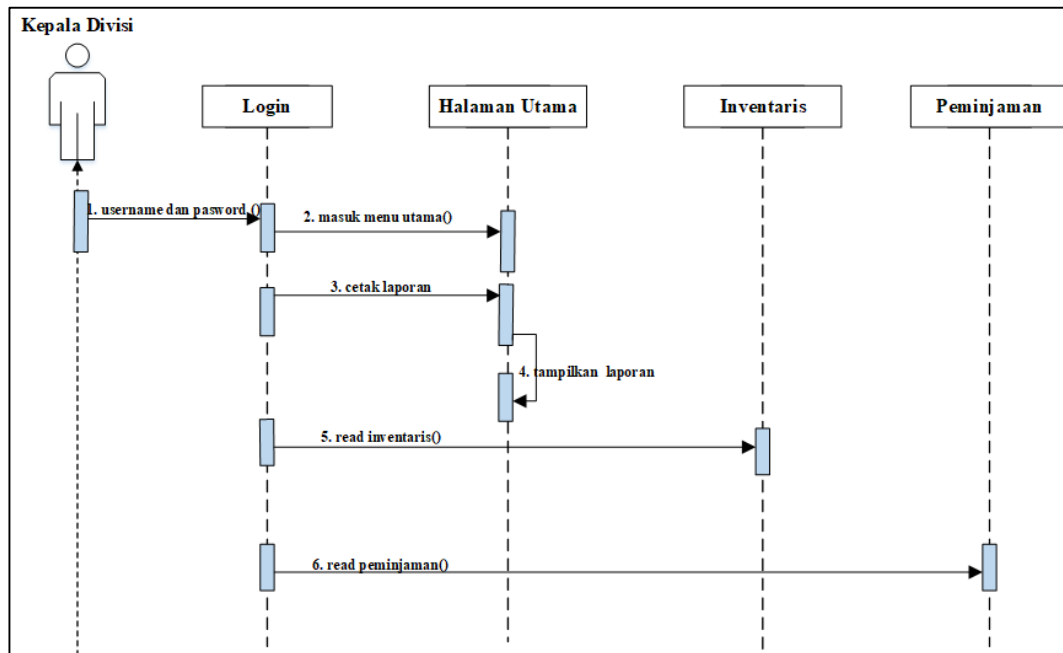 Kepala Divisi
Login
Halaman Utama
Inventaris
Peminjaman
1. username dan pasword ()
2. masuk menu utama()
3. cetak laporan
4. tampilkan laporan
5. read inventaris()
6. read peminjaman()